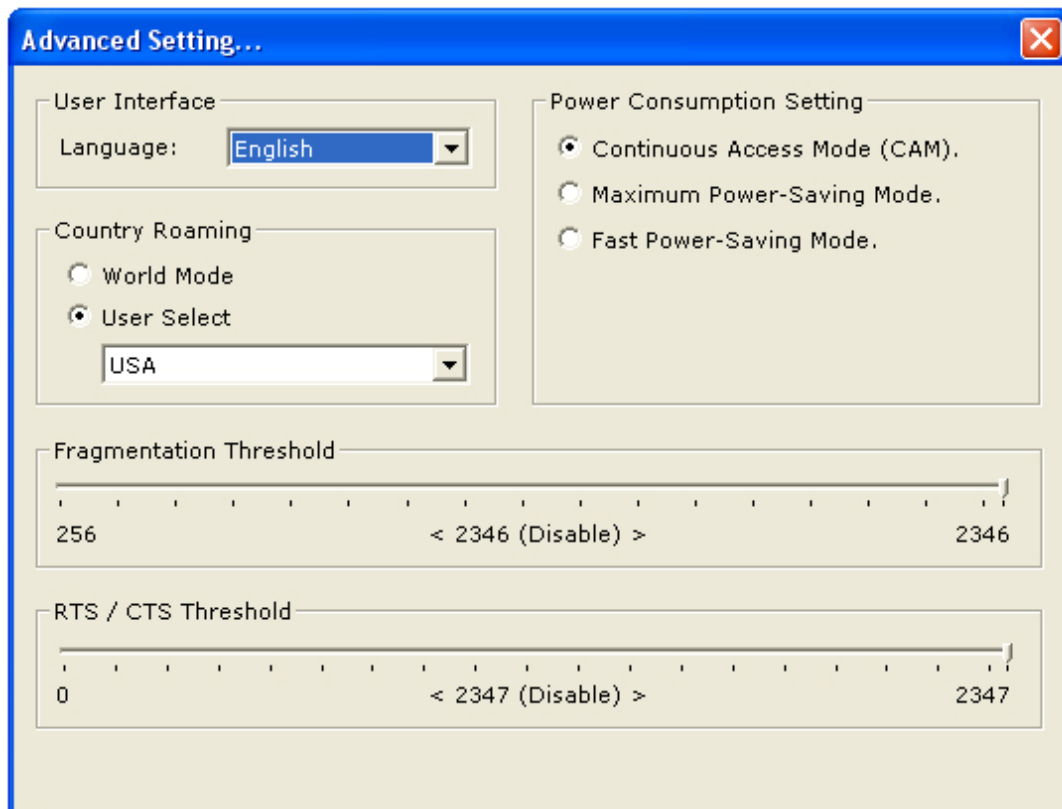 Advanced Setting...
User Interface
Language: English
Country Roaming
World Mode
User Select
USA
Power Consumption Setting
Continuous Access Mode (CAM).
Maximum Power-Saving Mode.
Fast Power-Saving Mode.
Fragmentation Threshold
256 < 2346 (Disable) > 2346
RTS / CTS Threshold
0 < 2347 (Disable) > 2347